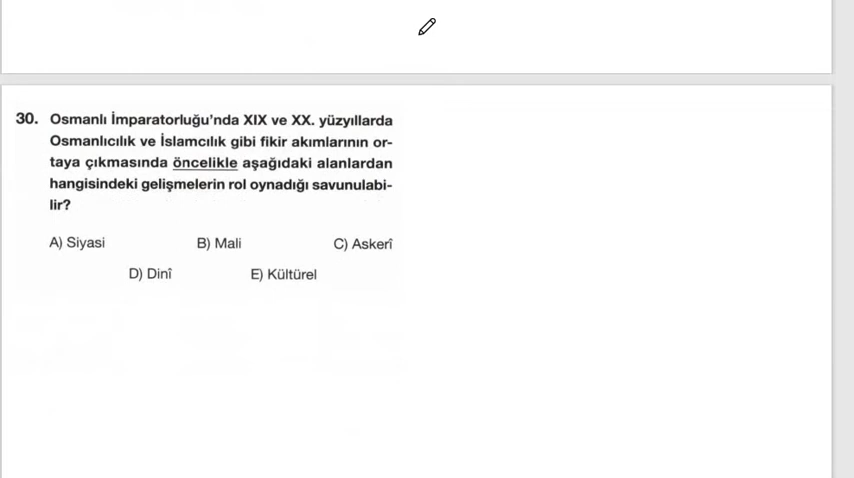 30. Osmanlı İmparatorluğu'nda XIX ve XX. yüzyıllarda
Osmanlıcılık ve İslamcılık gibi fikir akımlarının or-
taya çıkmasında öncelikle aşağıdaki alanlardan
hangisindeki gelişmelerin rol oynadığı savunulabi-
lir?
A) Siyasi B) Mali C) Askerî
D) Dinî E) Kültürel